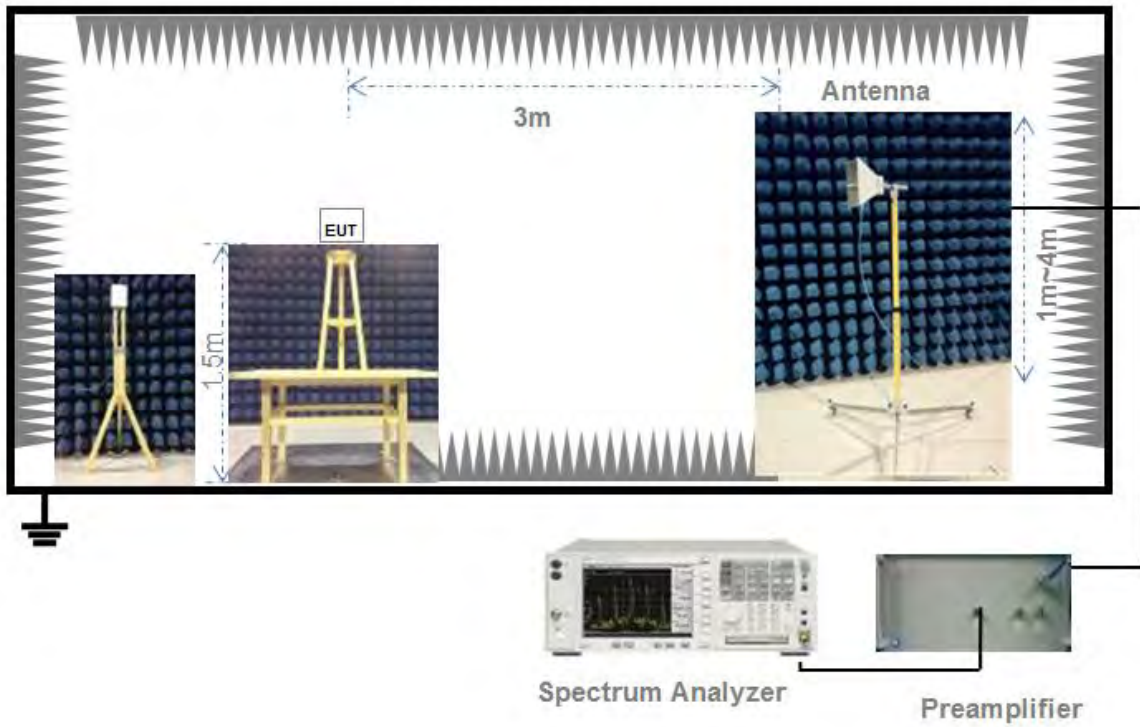 Antenna
3m
EUT
1.5m
1m~4m
Spectrum Analyzer
Preamplifier